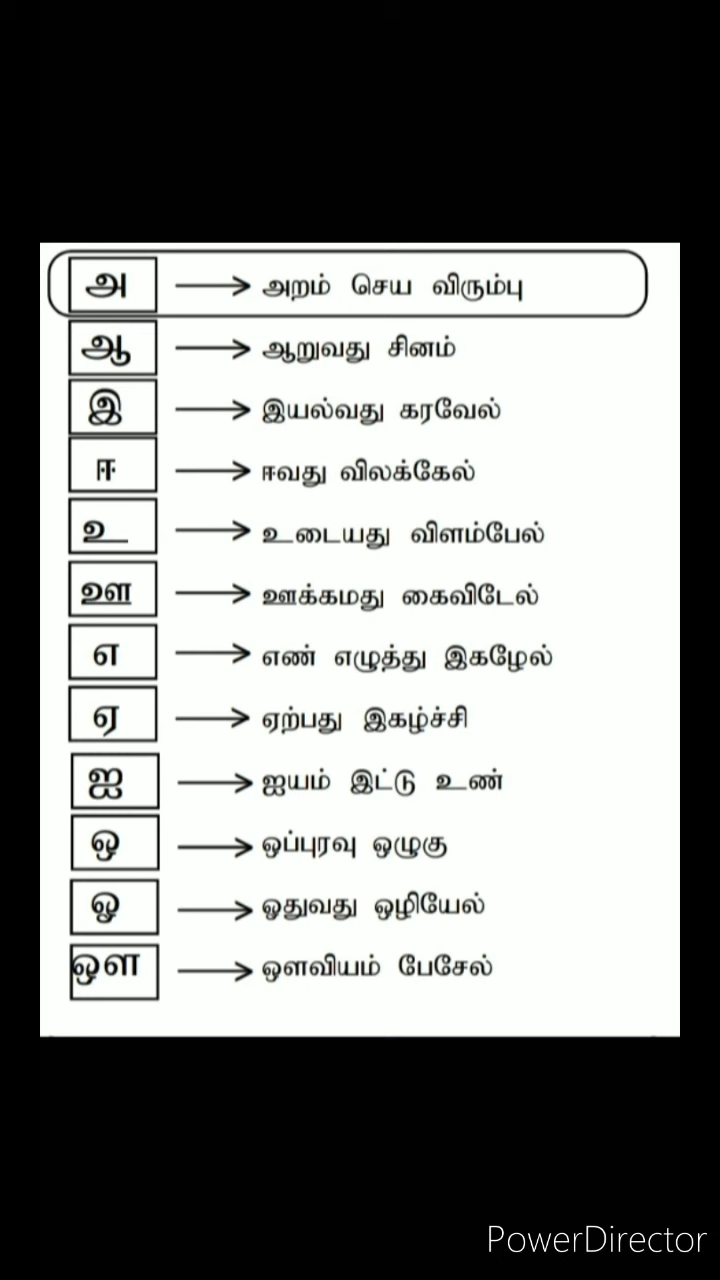 அ → அறம் செய விரும்பு
ஆ → ஆறுவது சினம்
இ → இயல்வது கரவேல்
ஈ → ஈவது விலக்கேல்
உ → உடையது விளம்பேல்
ஊ → ஊக்கமது கைவிடேல்
எ → எண் எழுத்து இகழேல்
ஏ → ஏற்பது இகழ்ச்சி
ஐ → ஐயம் இட்டு உண்
ஒ → ஒப்புரவு ஒழுகு
ஓ → ஓதுவது ஒழியேல்
ஔ → ஔவியம் பேசேல்
PowerDirector